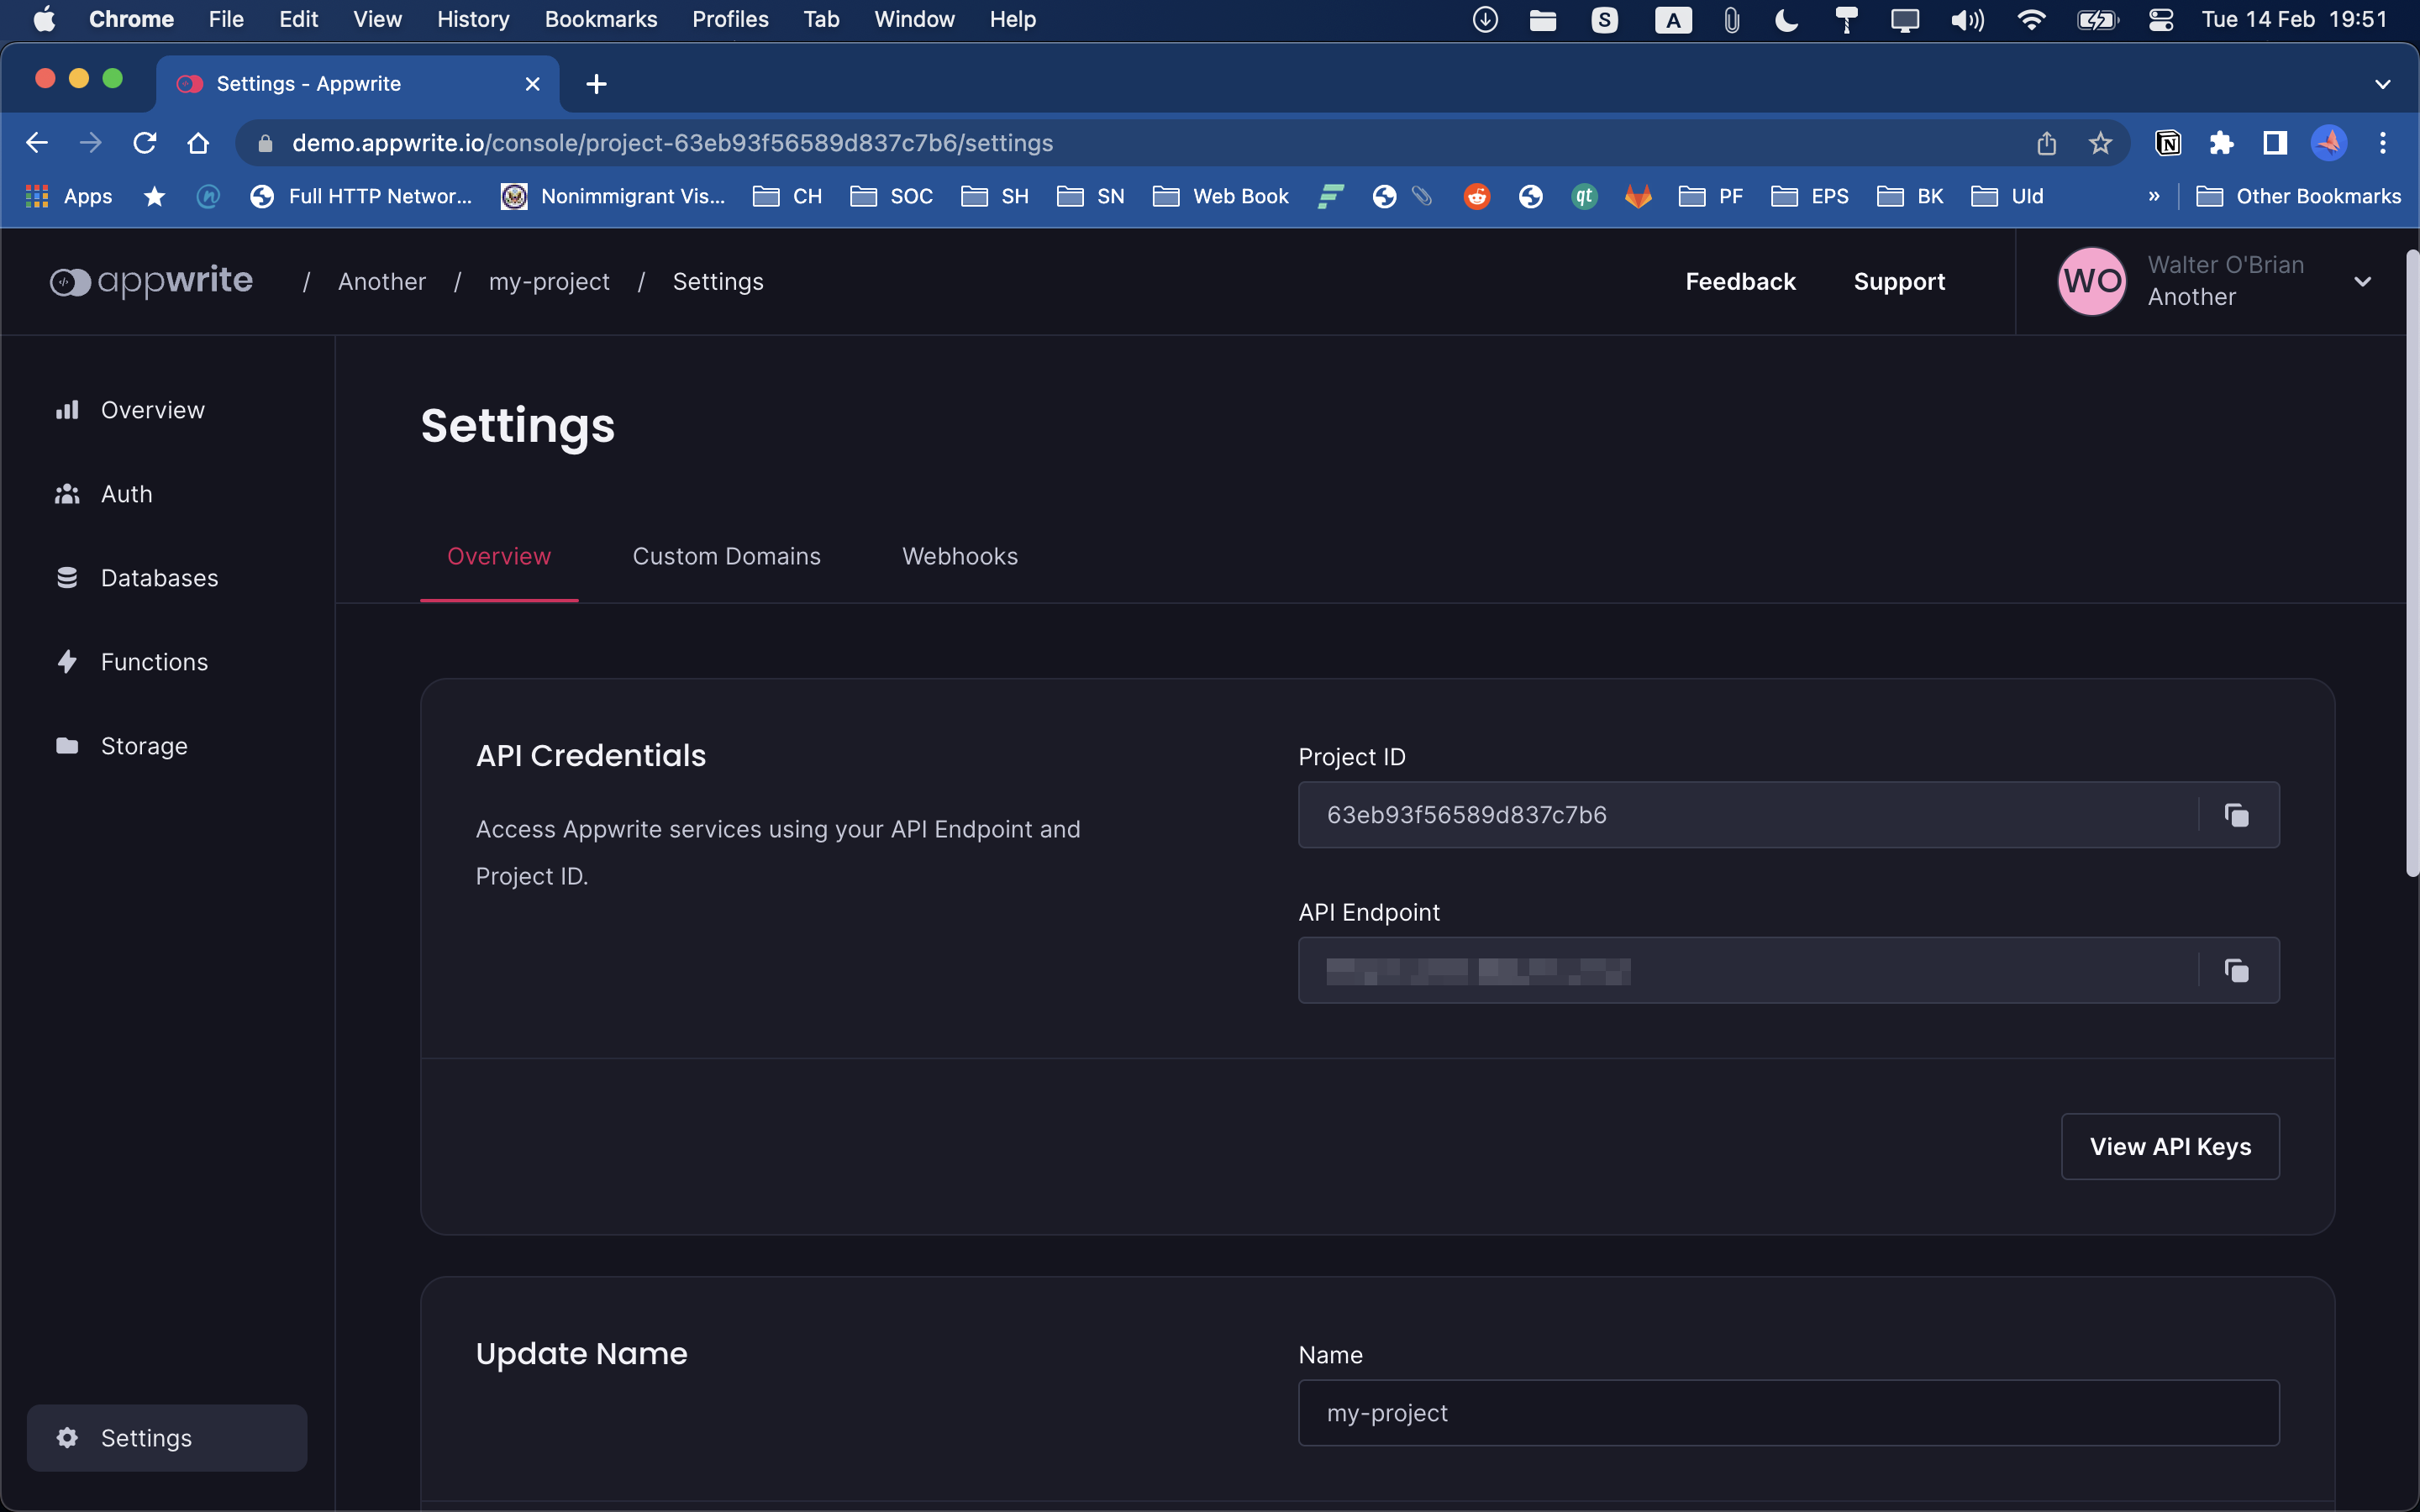 Chrome File Edit View History Bookmarks Profiles Tab Window Help S A Tue 14 Feb 19:51
Settings - Appwrite
demo.appwrite.io/console/project-63eb93f56589d837c7b6/settings
Apps n Full HTTP Networ... Nonimmigrant Vis... CH SOC SH SN Web Book qt PF EPS BK UId » Other Bookmarks
appwrite / Another / my-project / Settings Feedback Support WO Walter O'Brian
Another
Overview
Auth
Databases
Functions
Storage
Settings
Settings
Overview Custom Domains Webhooks
API Credentials
Access Appwrite services using your API Endpoint and
Project ID.
Project ID
63eb93f56589d837c7b6
API Endpoint
View API Keys
Update Name
Name
my-project